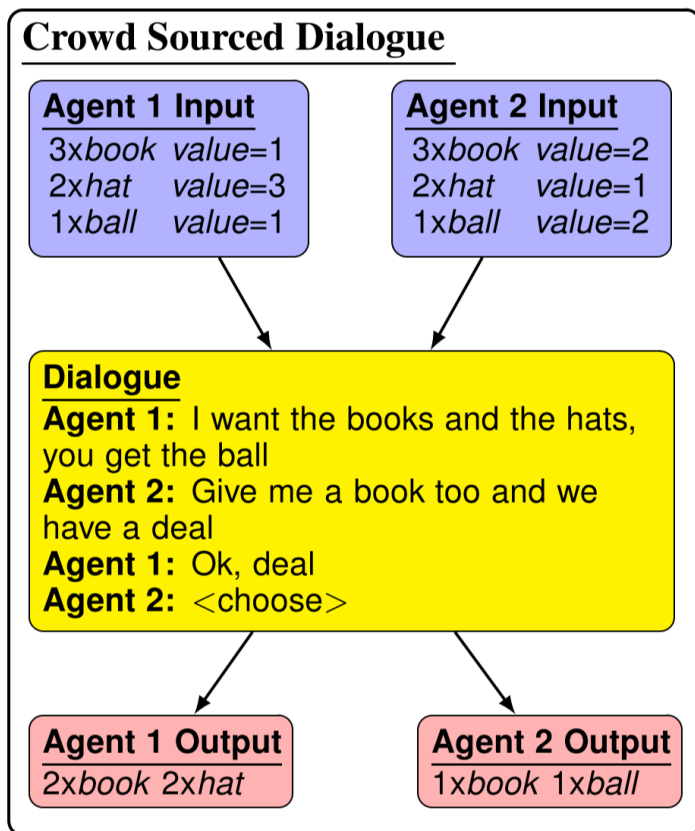 Crowd Sourced Dialogue
Agent 1 Input
3xbook value=1
2xhat value=3
1xball value=1
Agent 2 Input
3xbook value=2
2xhat value=1
1xball value=2
Dialogue
Agent 1: I want the books and the hats,
you get the ball
Agent 2: Give me a book too and we
have a deal
Agent 1: Ok, deal
Agent 2: <choose>
Agent 1 Output
2xbook 2xhat
Agent 2 Output
1xbook 1xball